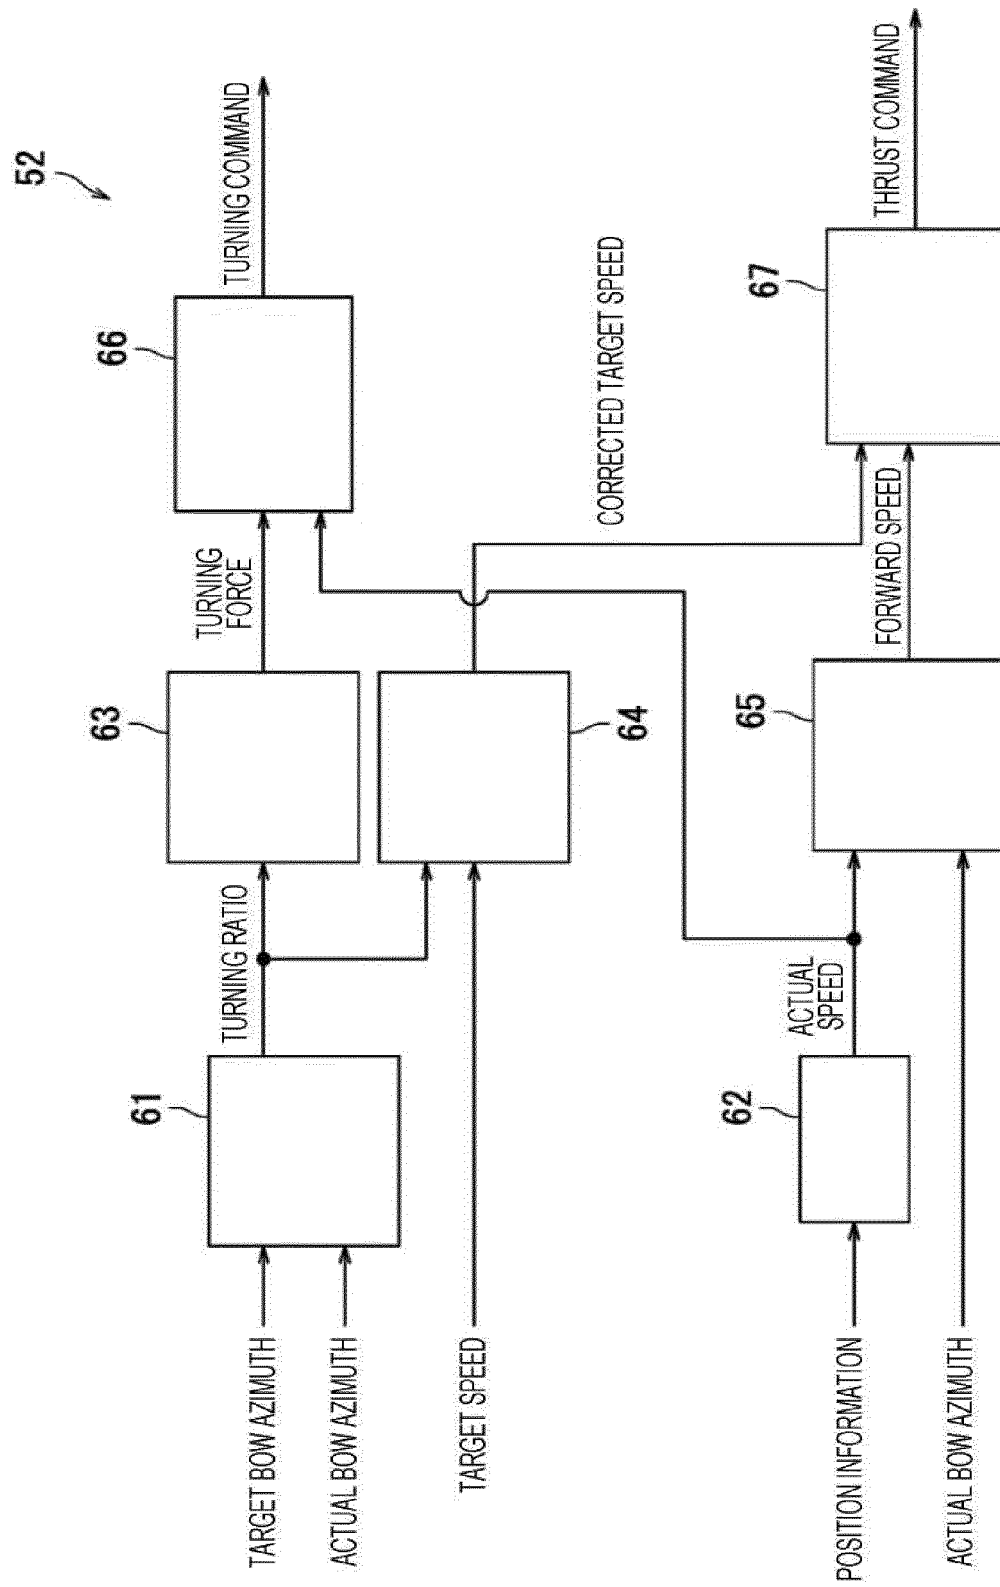 52
TARGET BOW AZIMUTH
ACTUAL BOW AZIMUTH
61
TURNING RATIO
63
TURNING
FORCE
66
TURNING COMMAND
TARGET SPEED
64
CORRECTED TARGET SPEED
POSITION INFORMATION
62
ACTUAL
SPEED
65
FORWARD SPEED
67
THRUST COMMAND
ACTUAL BOW AZIMUTH